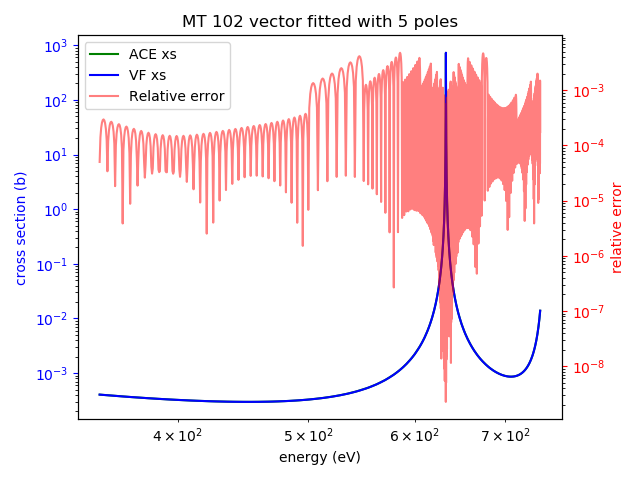 MT 102 vector fitted with 5 poles
ACE xs
VF xs
Relative error
10³
10²
10¹
10⁰
10⁻¹
10⁻²
10⁻³
cross section (b)
10⁻³
10⁻⁴
10⁻⁵
10⁻⁶
10⁻⁷
10⁻⁸
relative error
4 × 10² 5 × 10² 6 × 10² 7 × 10²
energy (eV)